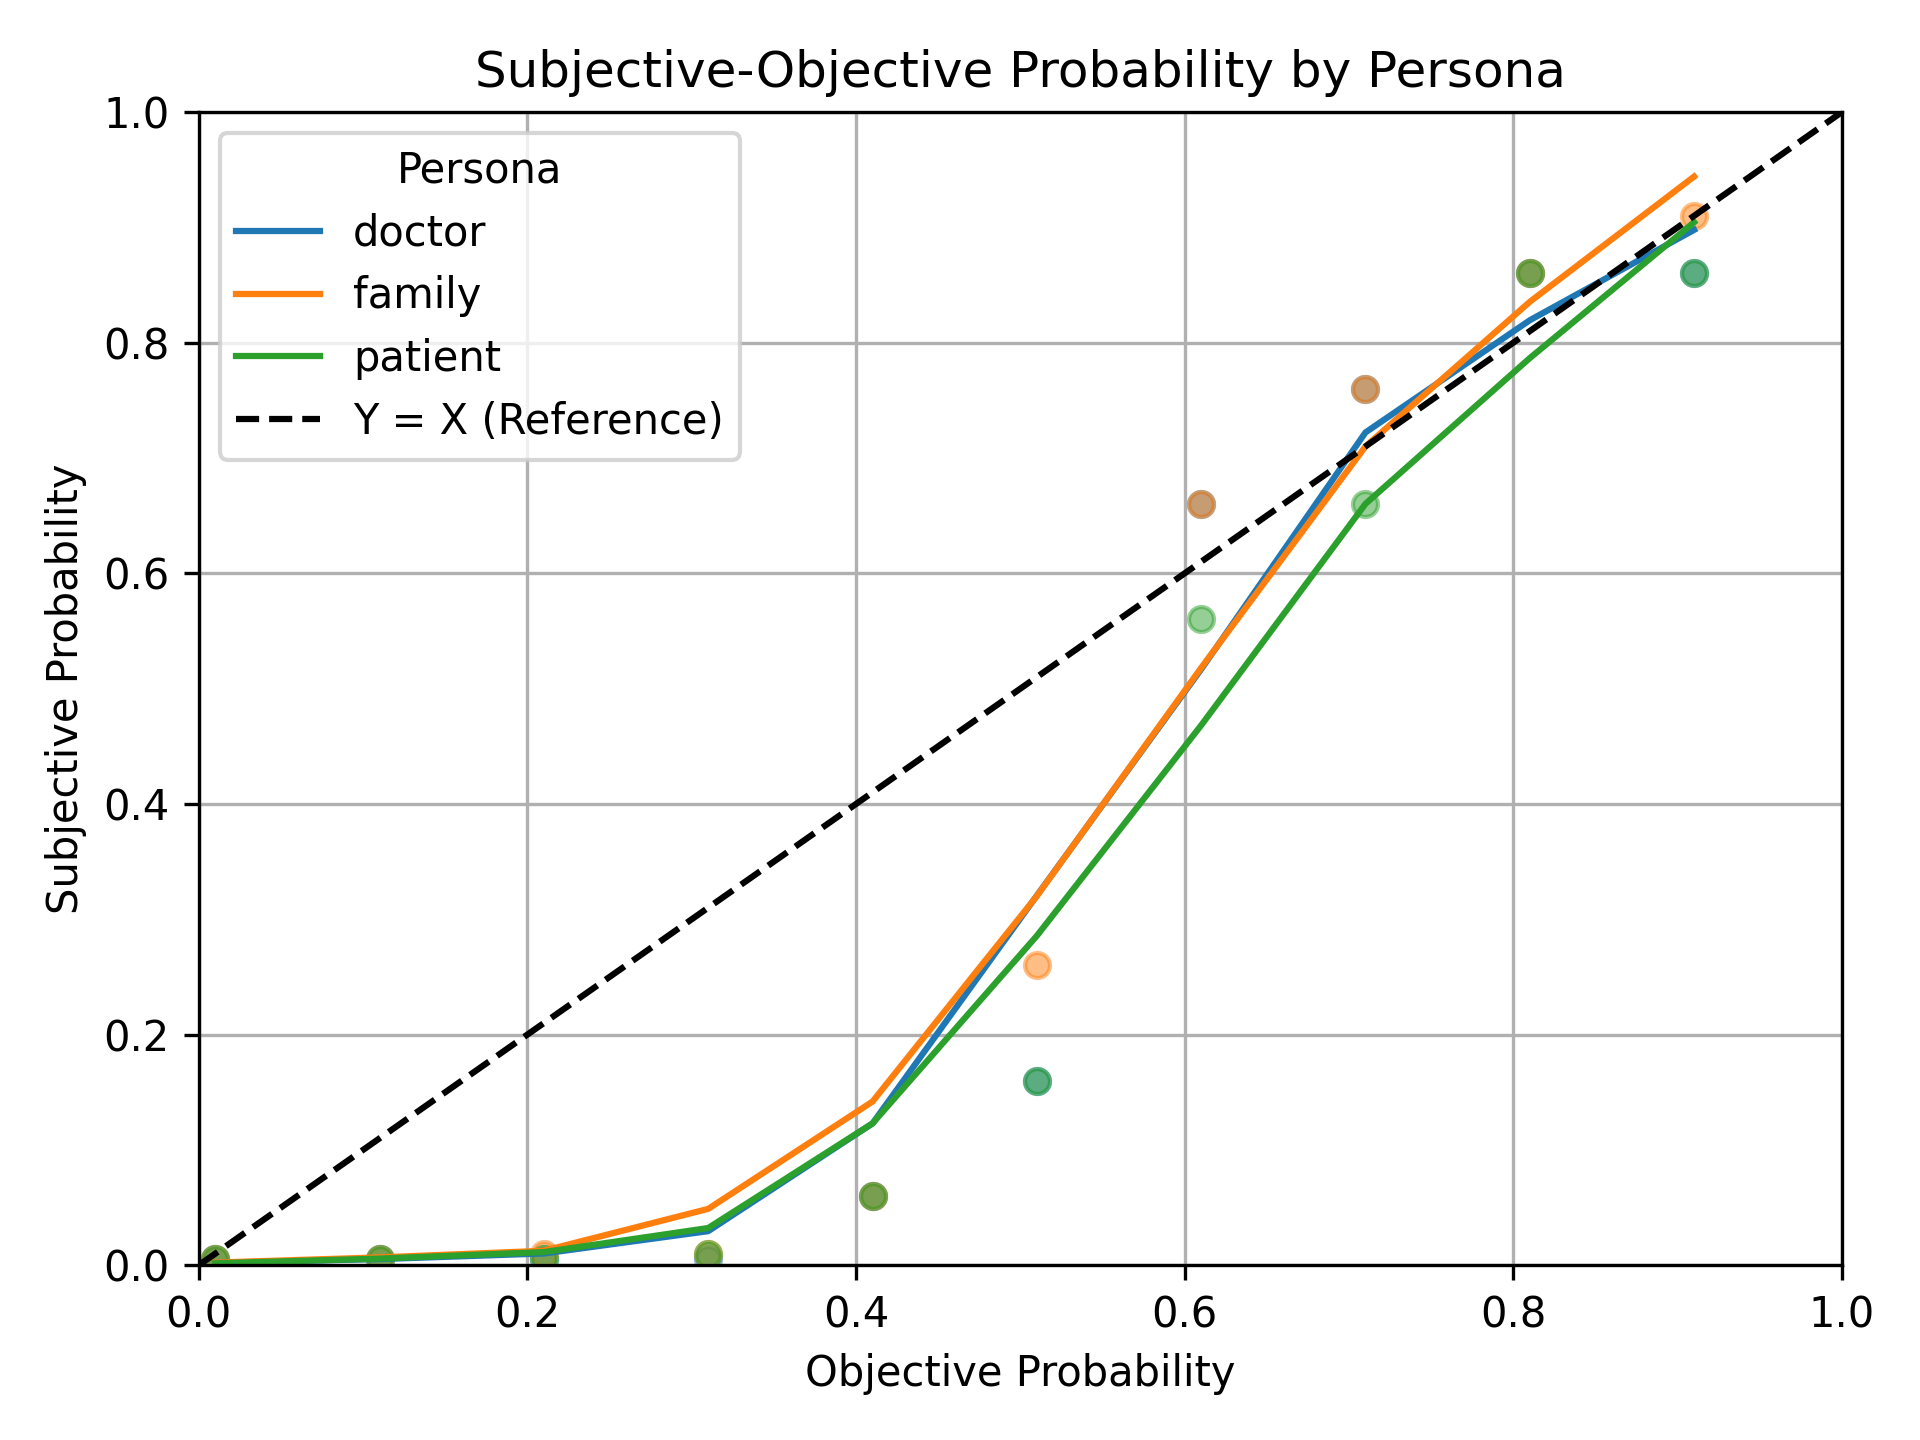 Subjective-Objective Probability by Persona
1.0
0.8
0.6
0.4
0.2
0.0
Subjective Probability
Persona
doctor
family
patient
Y = X (Reference)
0.0 0.2 0.4 0.6 0.8 1.0
Objective Probability